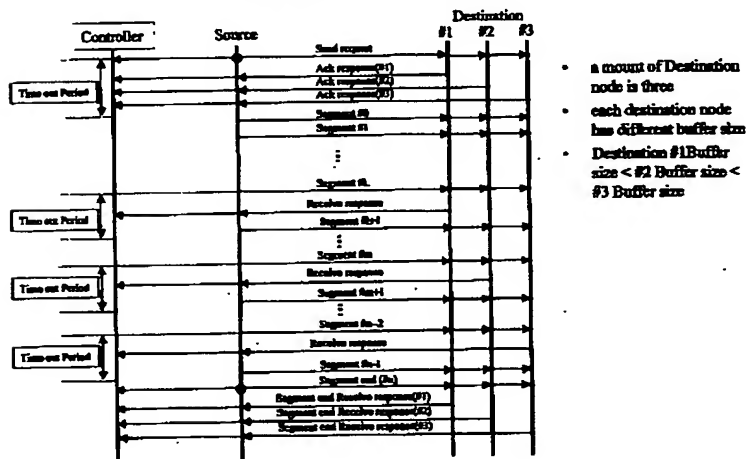 Destination
Controller
Source
#1 #2 #3
Send request
Ack response(#1)
Ack response(#2)
Ack response(#3)
Time out Period
Segment #0
Segment #1
Segment
Receive response
Time out Period
Segment
Segment
Receive response
Time out Period
Segment
Segment
Receive response
Time out Period
Segment
Segment end
Segment end Receive response(#1)
Segment end Receive response(#2)
Segment end Receive response(#3)
• a mount of Destination
node is three
• each destination node
has different buffer size
• Destination #1Buffer
size < #2 Buffer size <
#3 Buffer size